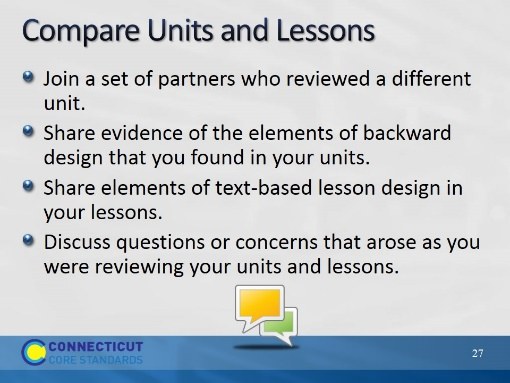 Compare Units and Lessons
Join a set of partners who reviewed a different
unit.
Share evidence of the elements of backward
design that you found in your units.
Share elements of text-based lesson design in
your lessons.
Discuss questions or concerns that arose as you
were reviewing your units and lessons.
CONNECTICUT
CORE STANDARDS
27